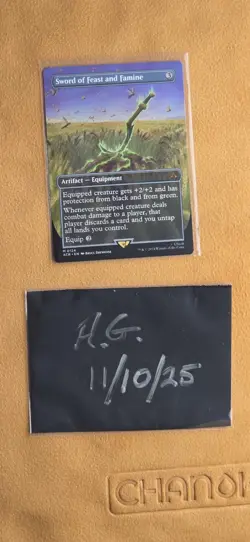 Sword of Feast and Famine
Artifact — Equipment
Equipped creature gets +2/+2 and has
protection from black and from green.
Whenever equipped creature deals
combat damage to a player, that
player discards a card and you untap
all lands you control.
Equip
H.G.
11/10/25